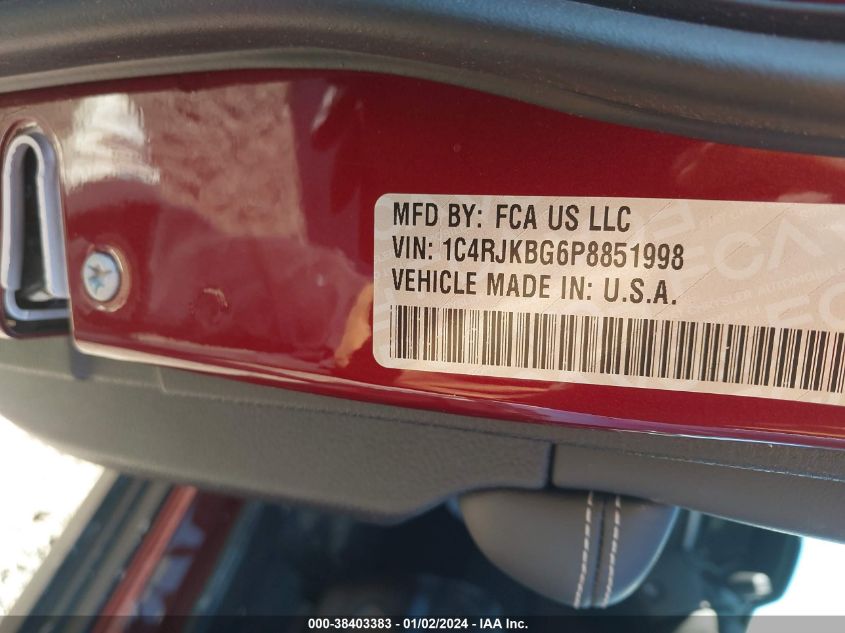 MFD BY: FCA US LLC
VIN: 1C4RJKBG6P8851998
VEHICLE MADE IN: U.S.A.
000-38403383 - 01/02/2024 - IAA Inc.